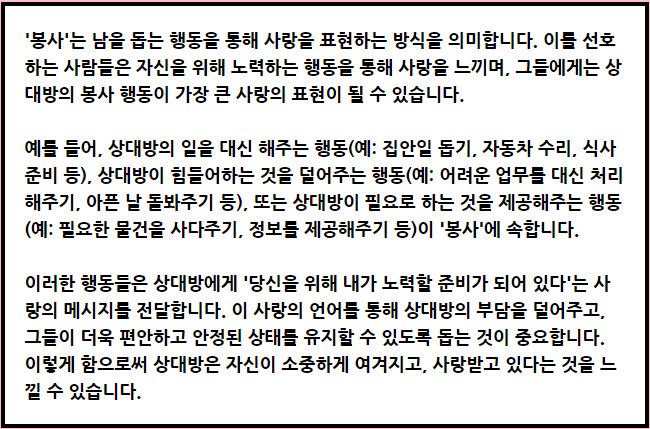 '봉사'는 남을 돕는 행동을 통해 사랑을 표현하는 방식을 의미합니다. 이를 선호
하는 사람들은 자신을 위해 노력하는 행동을 통해 사랑을 느끼며, 그들에게는 상
대방의 봉사 행동이 가장 큰 사랑의 표현이 될 수 있습니다.
예를 들어, 상대방의 일을 대신 해주는 행동(예: 집안일 돕기, 자동차 수리, 식사
준비 등), 상대방이 힘들어하는 것을 덜어주는 행동(예: 어려운 업무를 대신 처리
해주기, 아픈 날 돌봐주기 등), 또는 상대방이 필요로 하는 것을 제공해주는 행동
(예: 필요한 물건을 사다주기, 정보를 제공해주기 등)이 '봉사'에 속합니다.
이러한 행동들은 상대방에게 '당신을 위해 내가 노력할 준비가 되어 있다'는 사
랑의 메시지를 전달합니다. 이 사랑의 언어를 통해 상대방의 부담을 덜어주고,
그들이 더욱 편안하고 안정된 상태를 유지할 수 있도록 돕는 것이 중요합니다.
이렇게 함으로써 상대방은 자신이 소중하게 여겨지고, 사랑받고 있다는 것을 느
낄 수 있습니다.